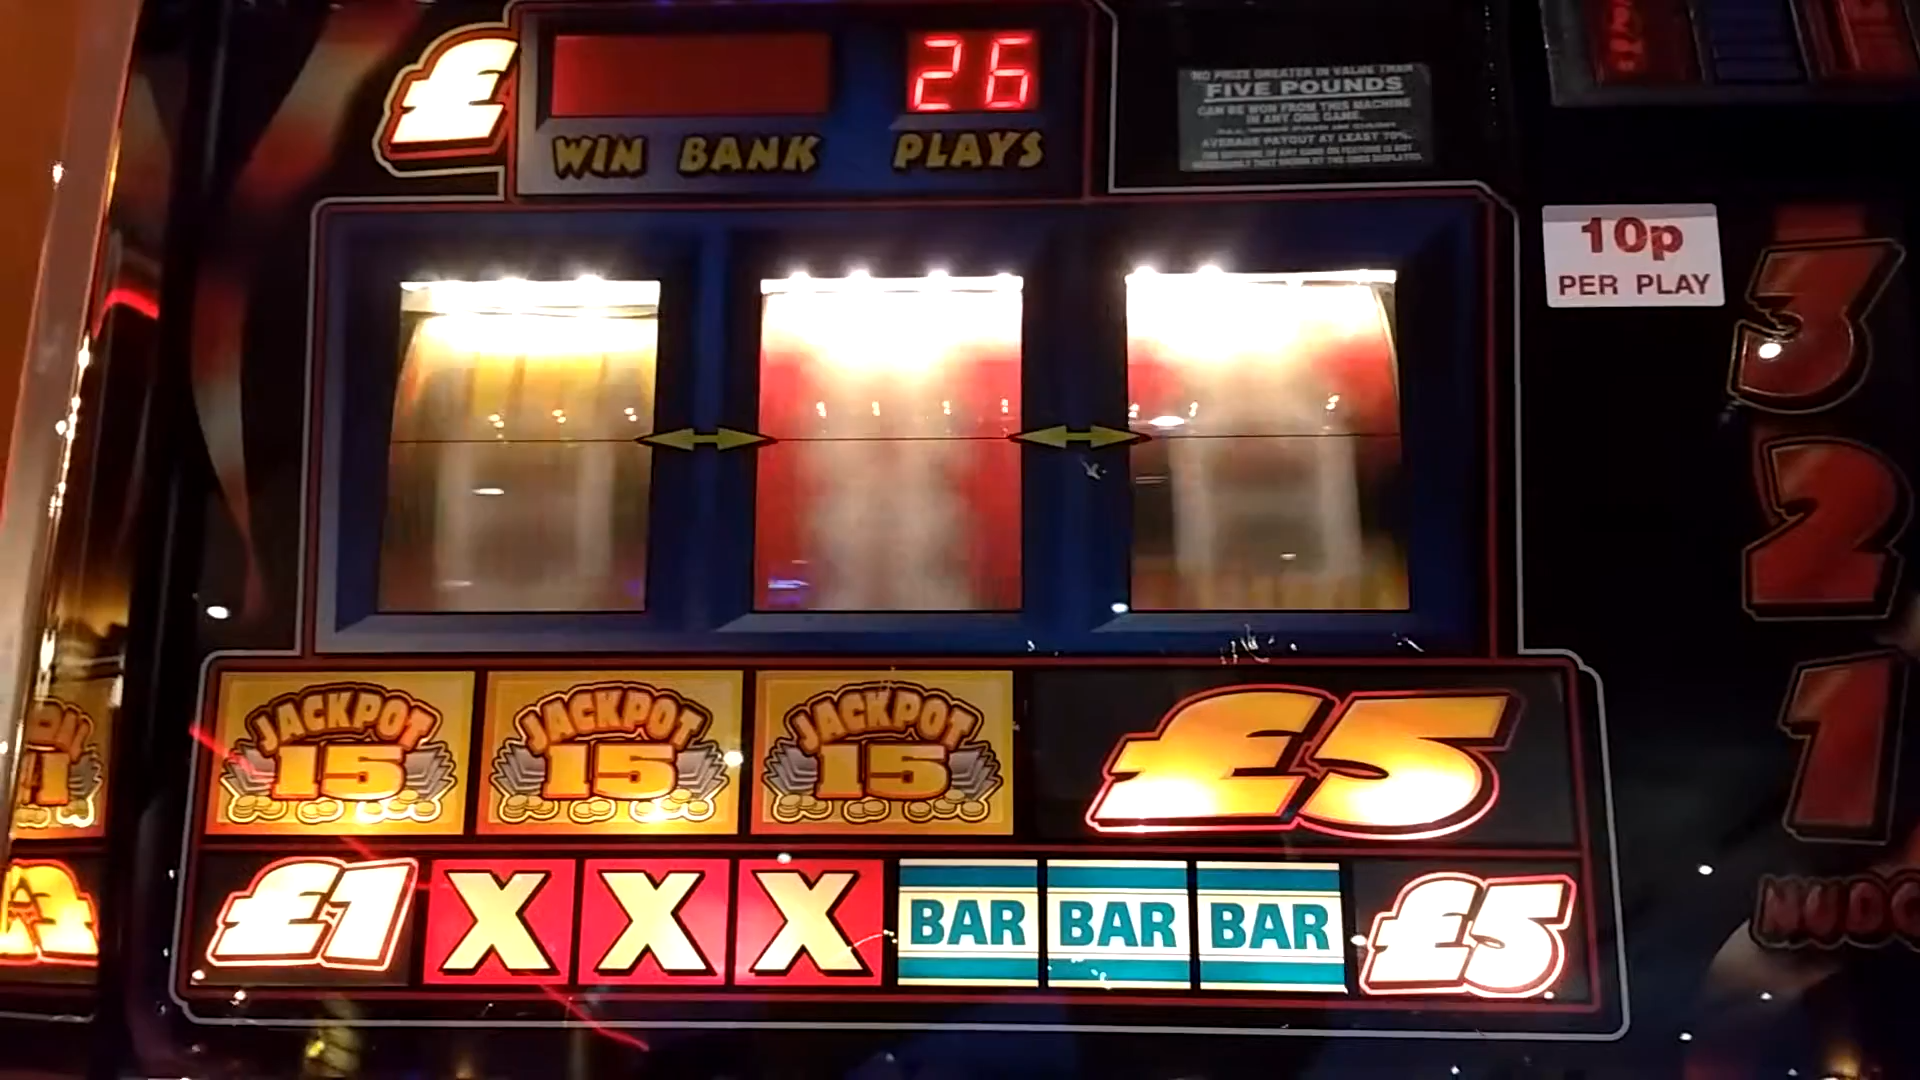 £
26
WIN BANK PLAYS
NO PRIZE GREATER IN VALUE THAN
FIVE POUNDS
CAN BE WON FROM THIS MACHINE
IN ANY ONE GAME.
AVERAGE PAYOUT AT LEAST 70%.
10p
PER PLAY
3
2
1
JACKPOT JACKPOT JACKPOT £5
15 15 15
£1 X X X BAR BAR BAR £5